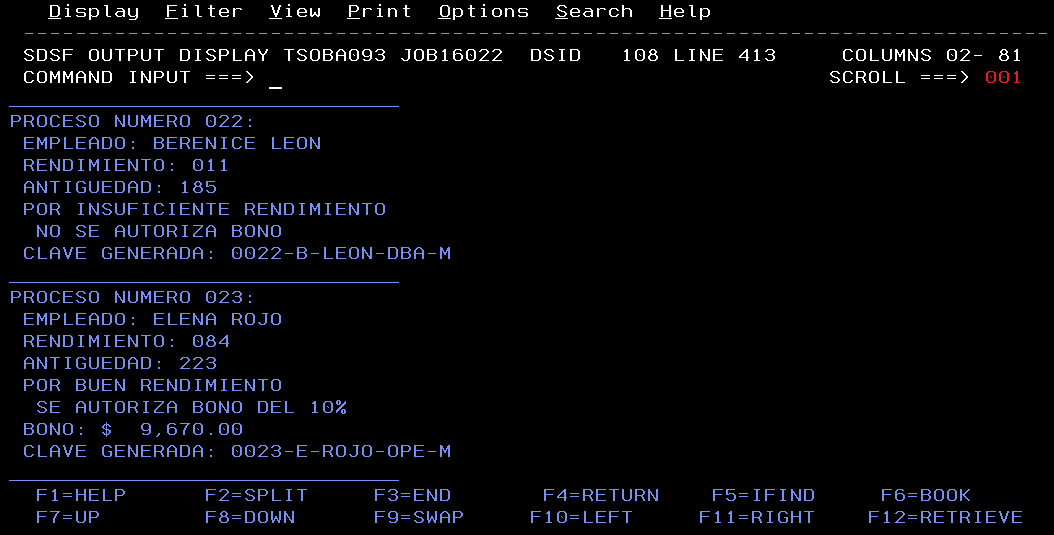 Display Filter View Print Options Search Help
SDSF OUTPUT DISPLAY TSOBA093 JOB16022 DSID 108 LINE 413 COLUMNS 02- 81
COMMAND INPUT ===> _ SCROLL ===> 001
PROCESO NUMERO 022:
EMPLEADO: BERENICE LEON
RENDIMIENTO: 011
ANTIGUEDAD: 185
POR INSUFICIENTE RENDIMIENTO
NO SE AUTORIZA BONO
CLAVE GENERADA: 0022-B-LEON-DBA-M
PROCESO NUMERO 023:
EMPLEADO: ELENA ROJO
RENDIMIENTO: 084
ANTIGUEDAD: 223
POR BUEN RENDIMIENTO
SE AUTORIZA BONO DEL 10%
BONO: $ 9,670.00
CLAVE GENERADA: 0023-E-ROJO-OPE-M
F1=HELP F2=SPLIT F3=END F4=RETURN F5=IFIND F6=BOOK
F7=UP F8=DOWN F9=SWAP F10=LEFT F11=RIGHT F12=RETRIEVE